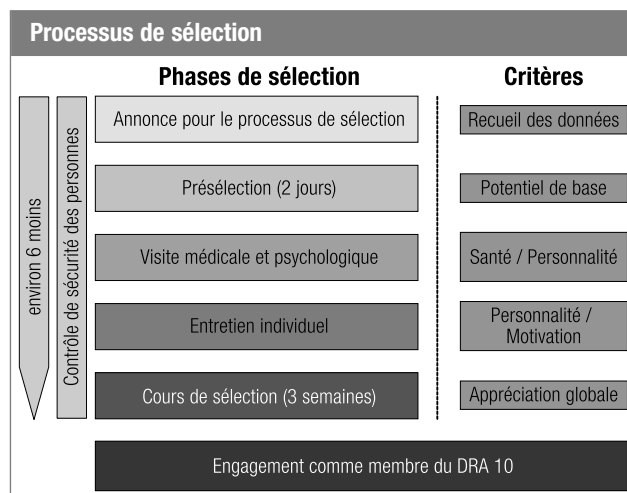 Processus de sélection
Phases de sélection
Critères
environ 6 moins
Contrôle de sécurité des personnes
Annonce pour le processus de sélection
Recueil des données
Présélection (2 jours)
Potentiel de base
Visite médicale et psychologique
Santé / Personnalité
Entretien individuel
Personnalité /
Motivation
Cours de sélection (3 semaines)
Appréciation globale
Engagement comme membre du DRA 10